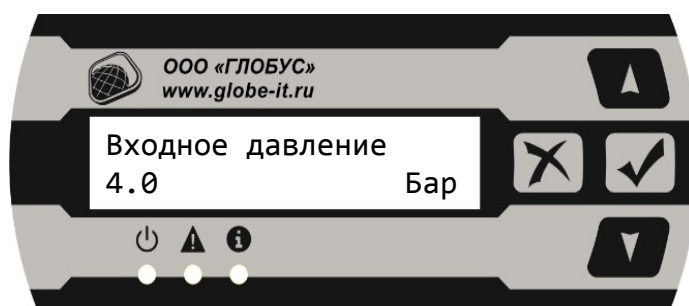 ООО «ГЛОБУС»
www.globe-it.ru
Входное давление
4.0 Бар